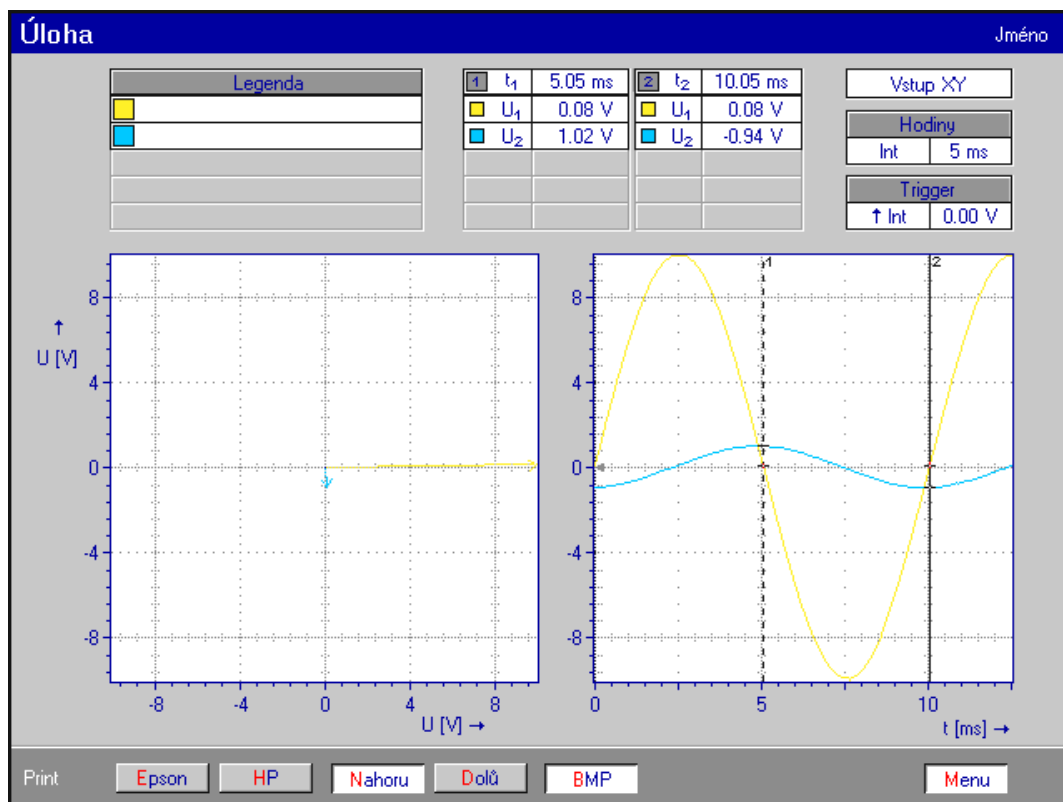 Úloha Jméno
Legenda
1 t1 5.05 ms 2 t2 10.05 ms
U1 0.08 V U1 0.08 V
U2 1.02 V U2 -0.94 V
Vstup XY
Hodiny
Int 5 ms
Trigger
↑ Int 0.00 V
8
4
0
-4
-8
↑
U [V]
-8 -4 0 4 8
U [V] →
1 2
8
4
0
-4
-8
0 5 10
t [ms] →
Print Epson HP Nahoru Dolů BMP Menu